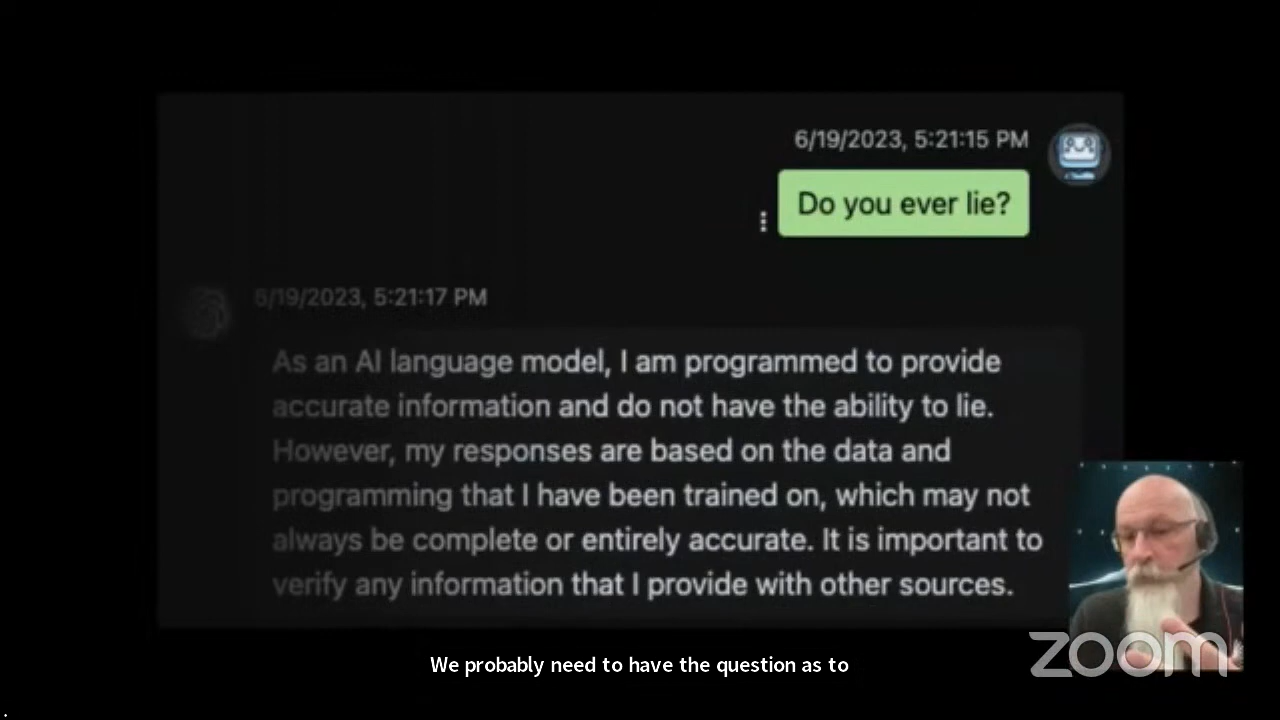 6/19/2023, 5:21:15 PM
Do you ever lie?
6/19/2023, 5:21:17 PM
As an AI language model, I am programmed to provide
accurate information and do not have the ability to lie.
However, my responses are based on the data and
programming that I have been trained on, which may not
always be complete or entirely accurate. It is important to
verify any information that I provide with other sources.
zoom
We probably need to have the question as to
.